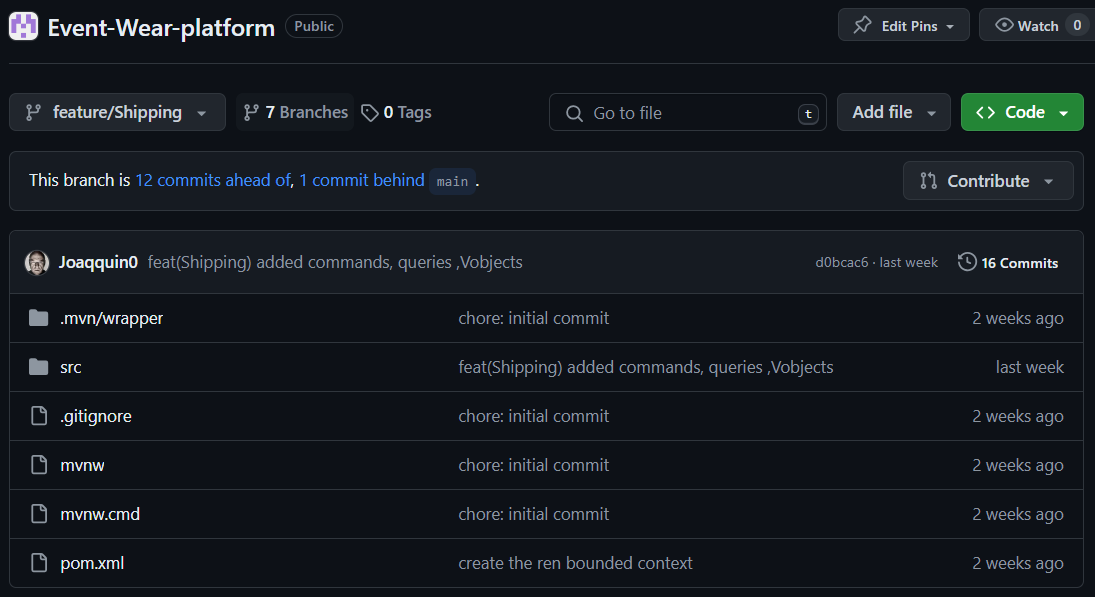 Event-Wear-platform Public Edit Pins Watch 0
feature/Shipping 7 Branches 0 Tags Go to file t Add file <> Code
This branch is 12 commits ahead of, 1 commit behind main .
Contribute
Joaqquin0 feat(Shipping) added commands, queries ,Vobjects d0bcac6 · last week 16 Commits
.mvn/wrapper chore: initial commit 2 weeks ago
src feat(Shipping) added commands, queries ,Vobjects last week
.gitignore chore: initial commit 2 weeks ago
mvnw chore: initial commit 2 weeks ago
mvnw.cmd chore: initial commit 2 weeks ago
pom.xml create the ren bounded context 2 weeks ago